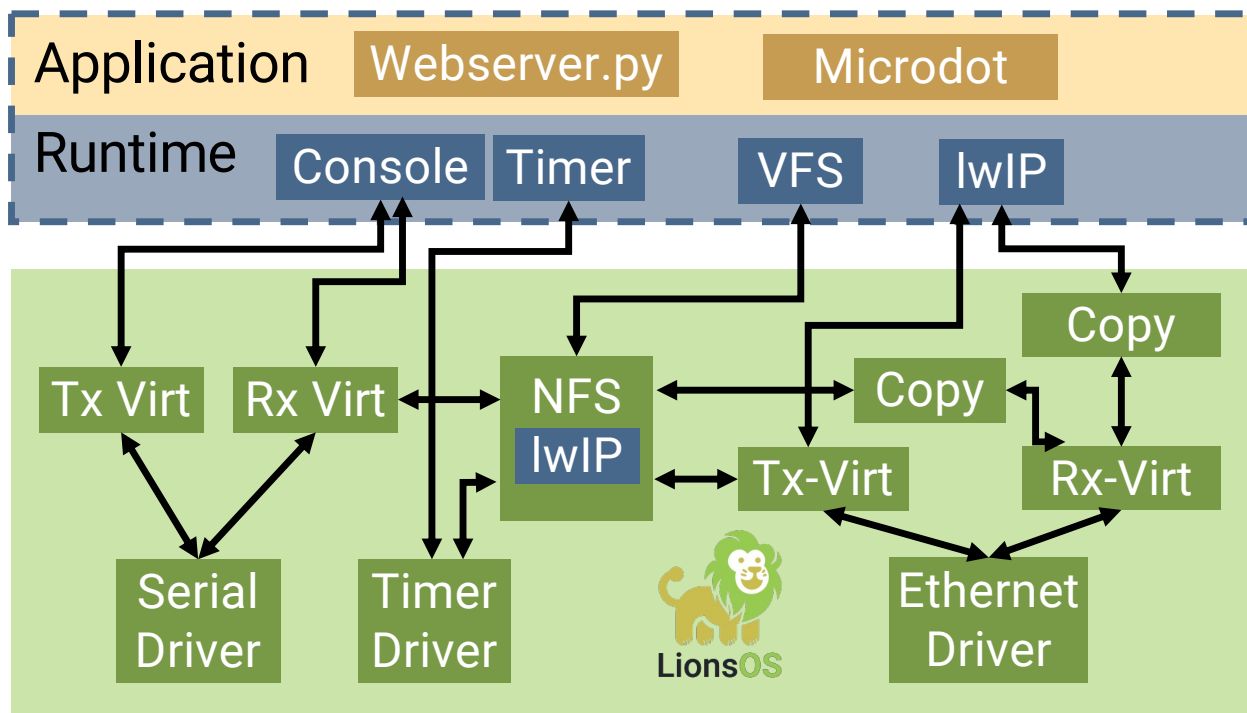 Application
Webserver.py
Microdot
Runtime
Console
Timer
VFS
lwIP
Copy
Tx Virt
Rx Virt
NFS
lwIP
Copy
Tx-Virt
Rx-Virt
Serial
Driver
Timer
Driver
LionsOS
Ethernet
Driver